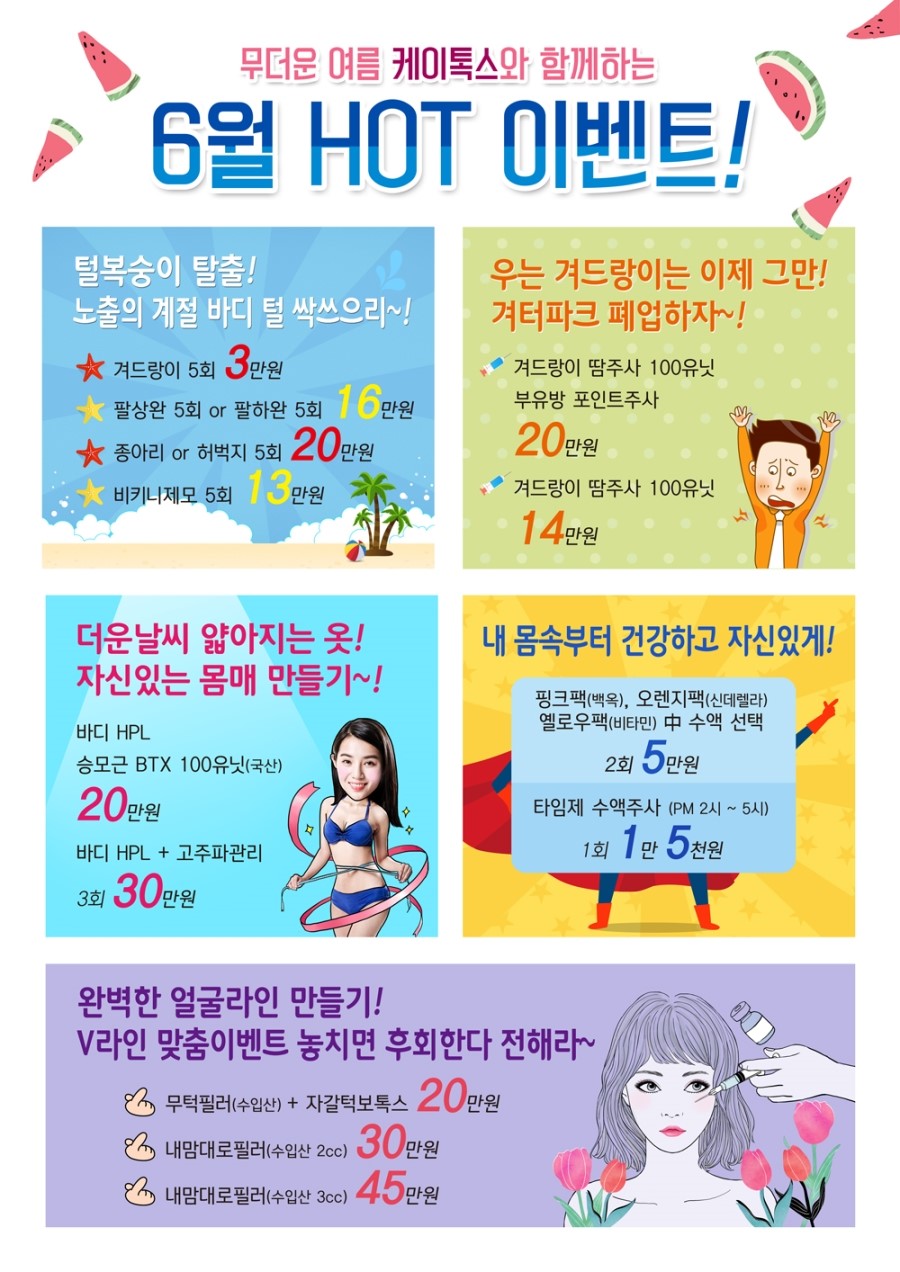 무더운 여름 케이톡스와 함께하는
6월 HOT 이벤트!
털복숭이 탈출!
노출의 계절 바디 털 싹쓰으리~!
겨드랑이 5회 3만원
팔상완 5회 or 팔하완 5회 16만원
종아리 or 허벅지 5회 20만원
비키니제모 5회 13만원
우는 겨드랑이는 이제 그만!
겨터파크 폐업하자~!
겨드랑이 땀주사 100유닛
부유방 포인트주사
20만원
겨드랑이 땀주사 100유닛
14만원
더운날씨 얇아지는 옷!
자신있는 몸매 만들기~!
바디 HPL
승모근 BTX 100유닛(국산)
20만원
바디 HPL + 고주파관리
3회 30만원
내 몸속부터 건강하고 자신있게!
핑크팩(백옥), 오렌지팩(신데렐라)
옐로우팩(비타민) 中 수액 선택
2회 5만원
타임제 수액주사 (PM 2시 ~ 5시)
1회 1만 5천원
완벽한 얼굴라인 만들기!
V라인 맞춤이벤트 놓치면 후회한다 전해라~
무턱필러(수입산) + 자갈턱보톡스 20만원
내맘대로필러(수입산 2cc) 30만원
내맘대로필러(수입산 3cc) 45만원